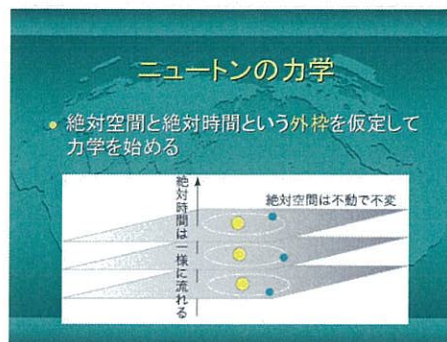 ニュートンの力学
絶対空間と絶対時間という外枠を仮定して
力学を始める
絶対時間は一様に流れる
絶対空間は不動で不変